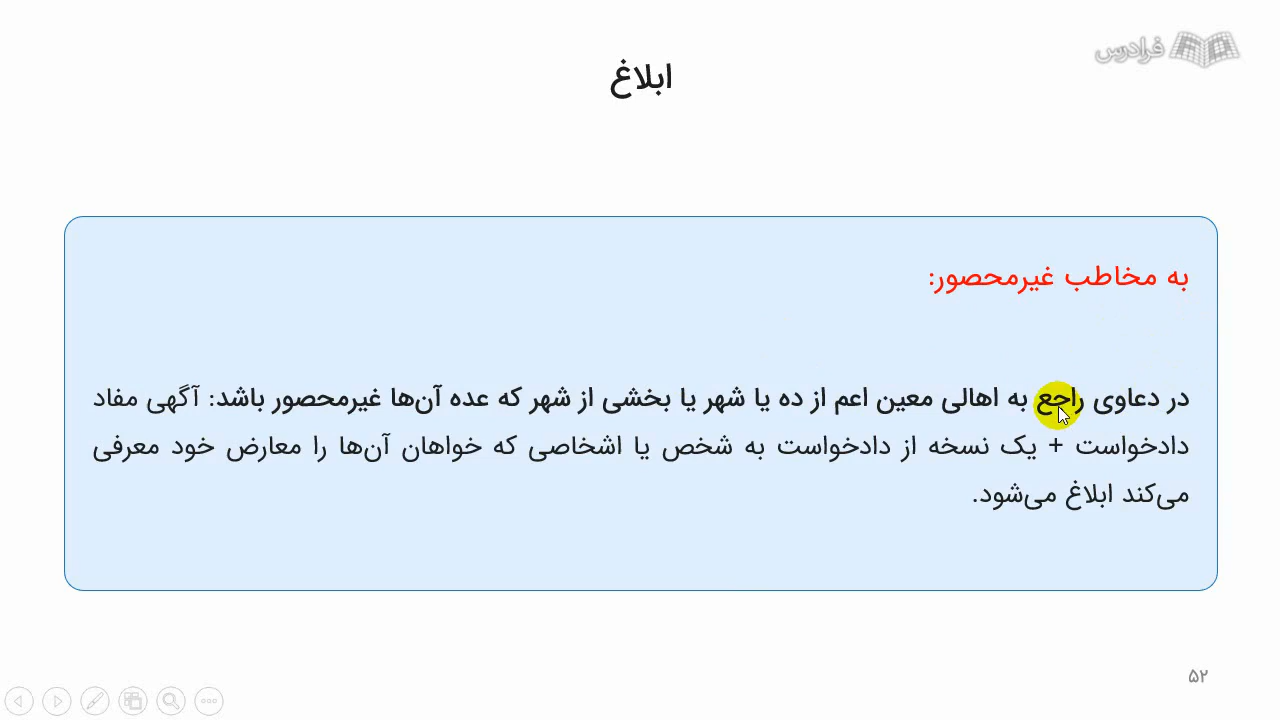 فرادرس
ابلاغ
به مخاطب غیرمحصور:
در دعاوی راجع به اهالی معین اعم از ده یا شهر یا بخشی از شهر که عده آن‌ها غیرمحصور باشد: آگهی مفاد
دادخواست + یک نسخه از دادخواست به شخص یا اشخاصی که خواهان آن‌ها را معارض خود معرفی
می‌کند ابلاغ می‌شود.
۵۲